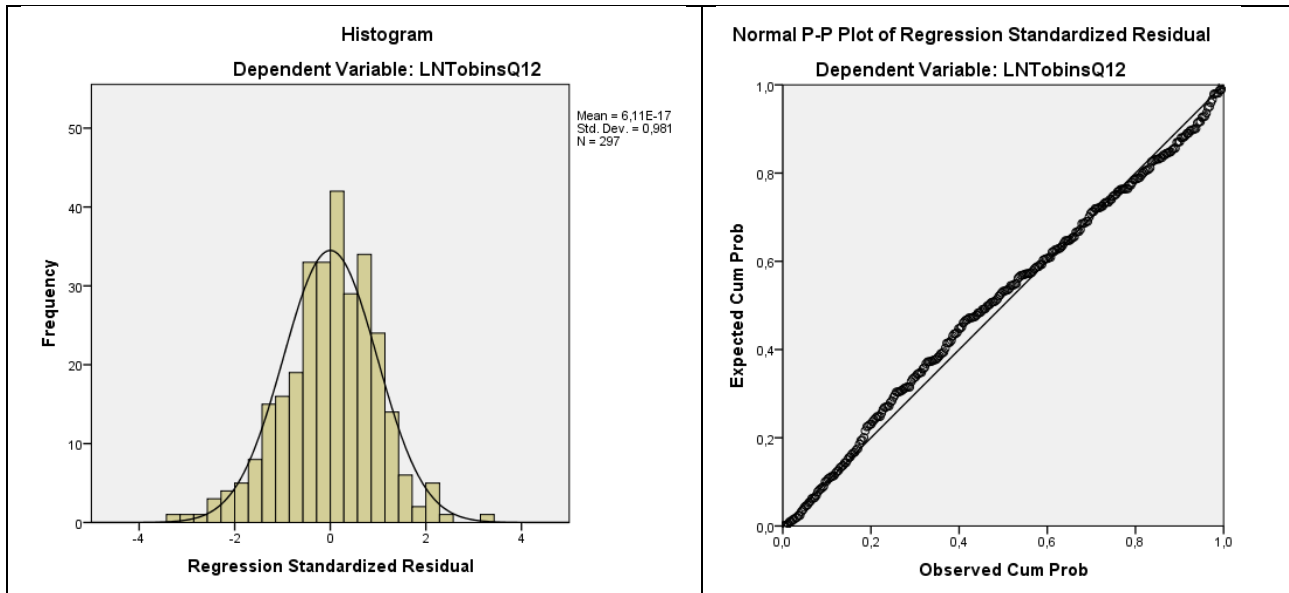 Histogram
Dependent Variable: LNTobinsQ12
Mean = 6,11E-17
Std. Dev. = 0,981
N = 297
50
40
30
20
10
0
Frequency
-4 -2 0 2 4
Regression Standardized Residual
Normal P-P Plot of Regression Standardized Residual
Dependent Variable: LNTobinsQ12
1,0
0,8
0,6
0,4
0,2
0,0
Expected Cum Prob
0,0 0,2 0,4 0,6 0,8 1,0
Observed Cum Prob